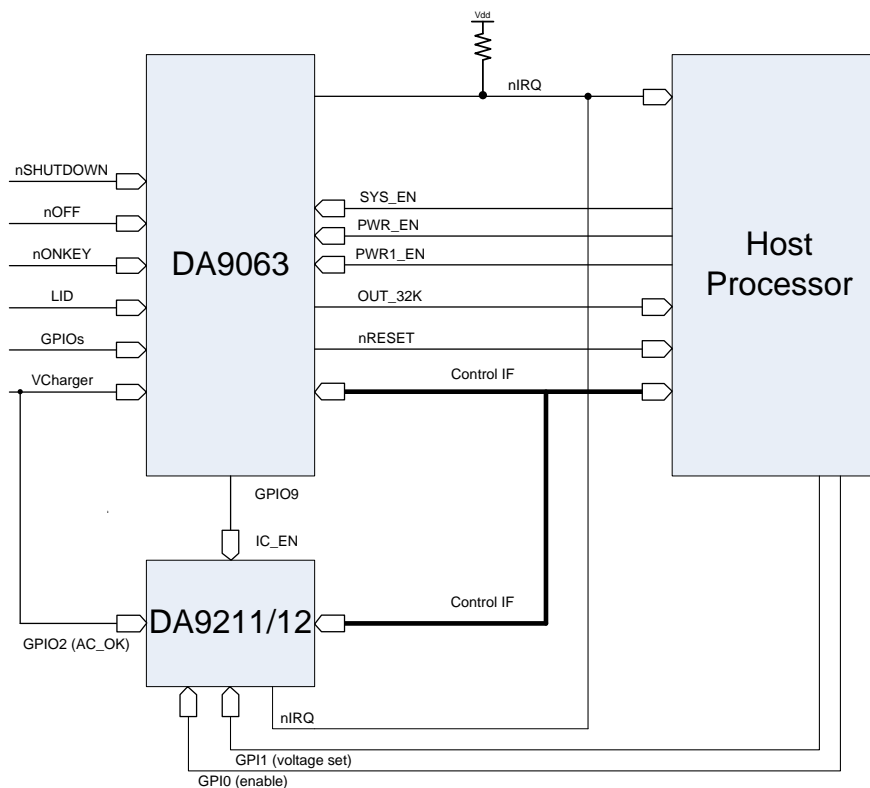 Vdd
nIRQ
nSHUTDOWN
SYS_EN
nOFF
PWR_EN
nONKEY
DA9063
PWR1_EN
Host
Processor
LID
OUT_32K
GPIOs
nRESET
VCharger
Control IF
GPIO9
IC_EN
Control IF
DA9211/12
GPIO2 (AC_OK)
nIRQ
GPI1 (voltage set)
GPI0 (enable)